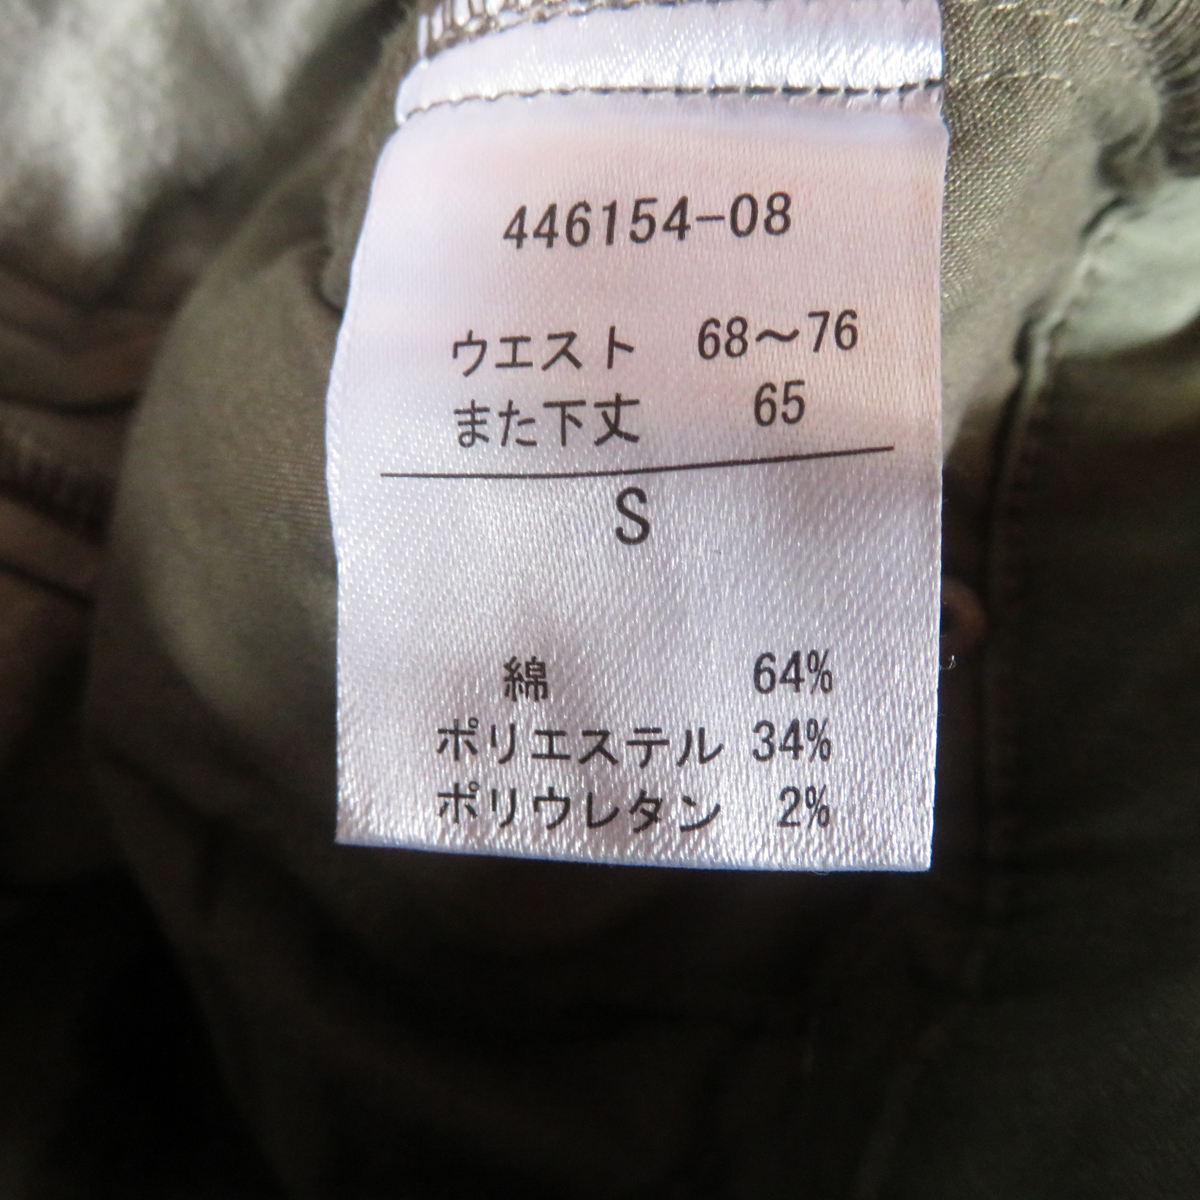 446154-08
ウエスト 68～76
また下丈 65
S
綿 64%
ポリエステル 34%
ポリウレタン 2%